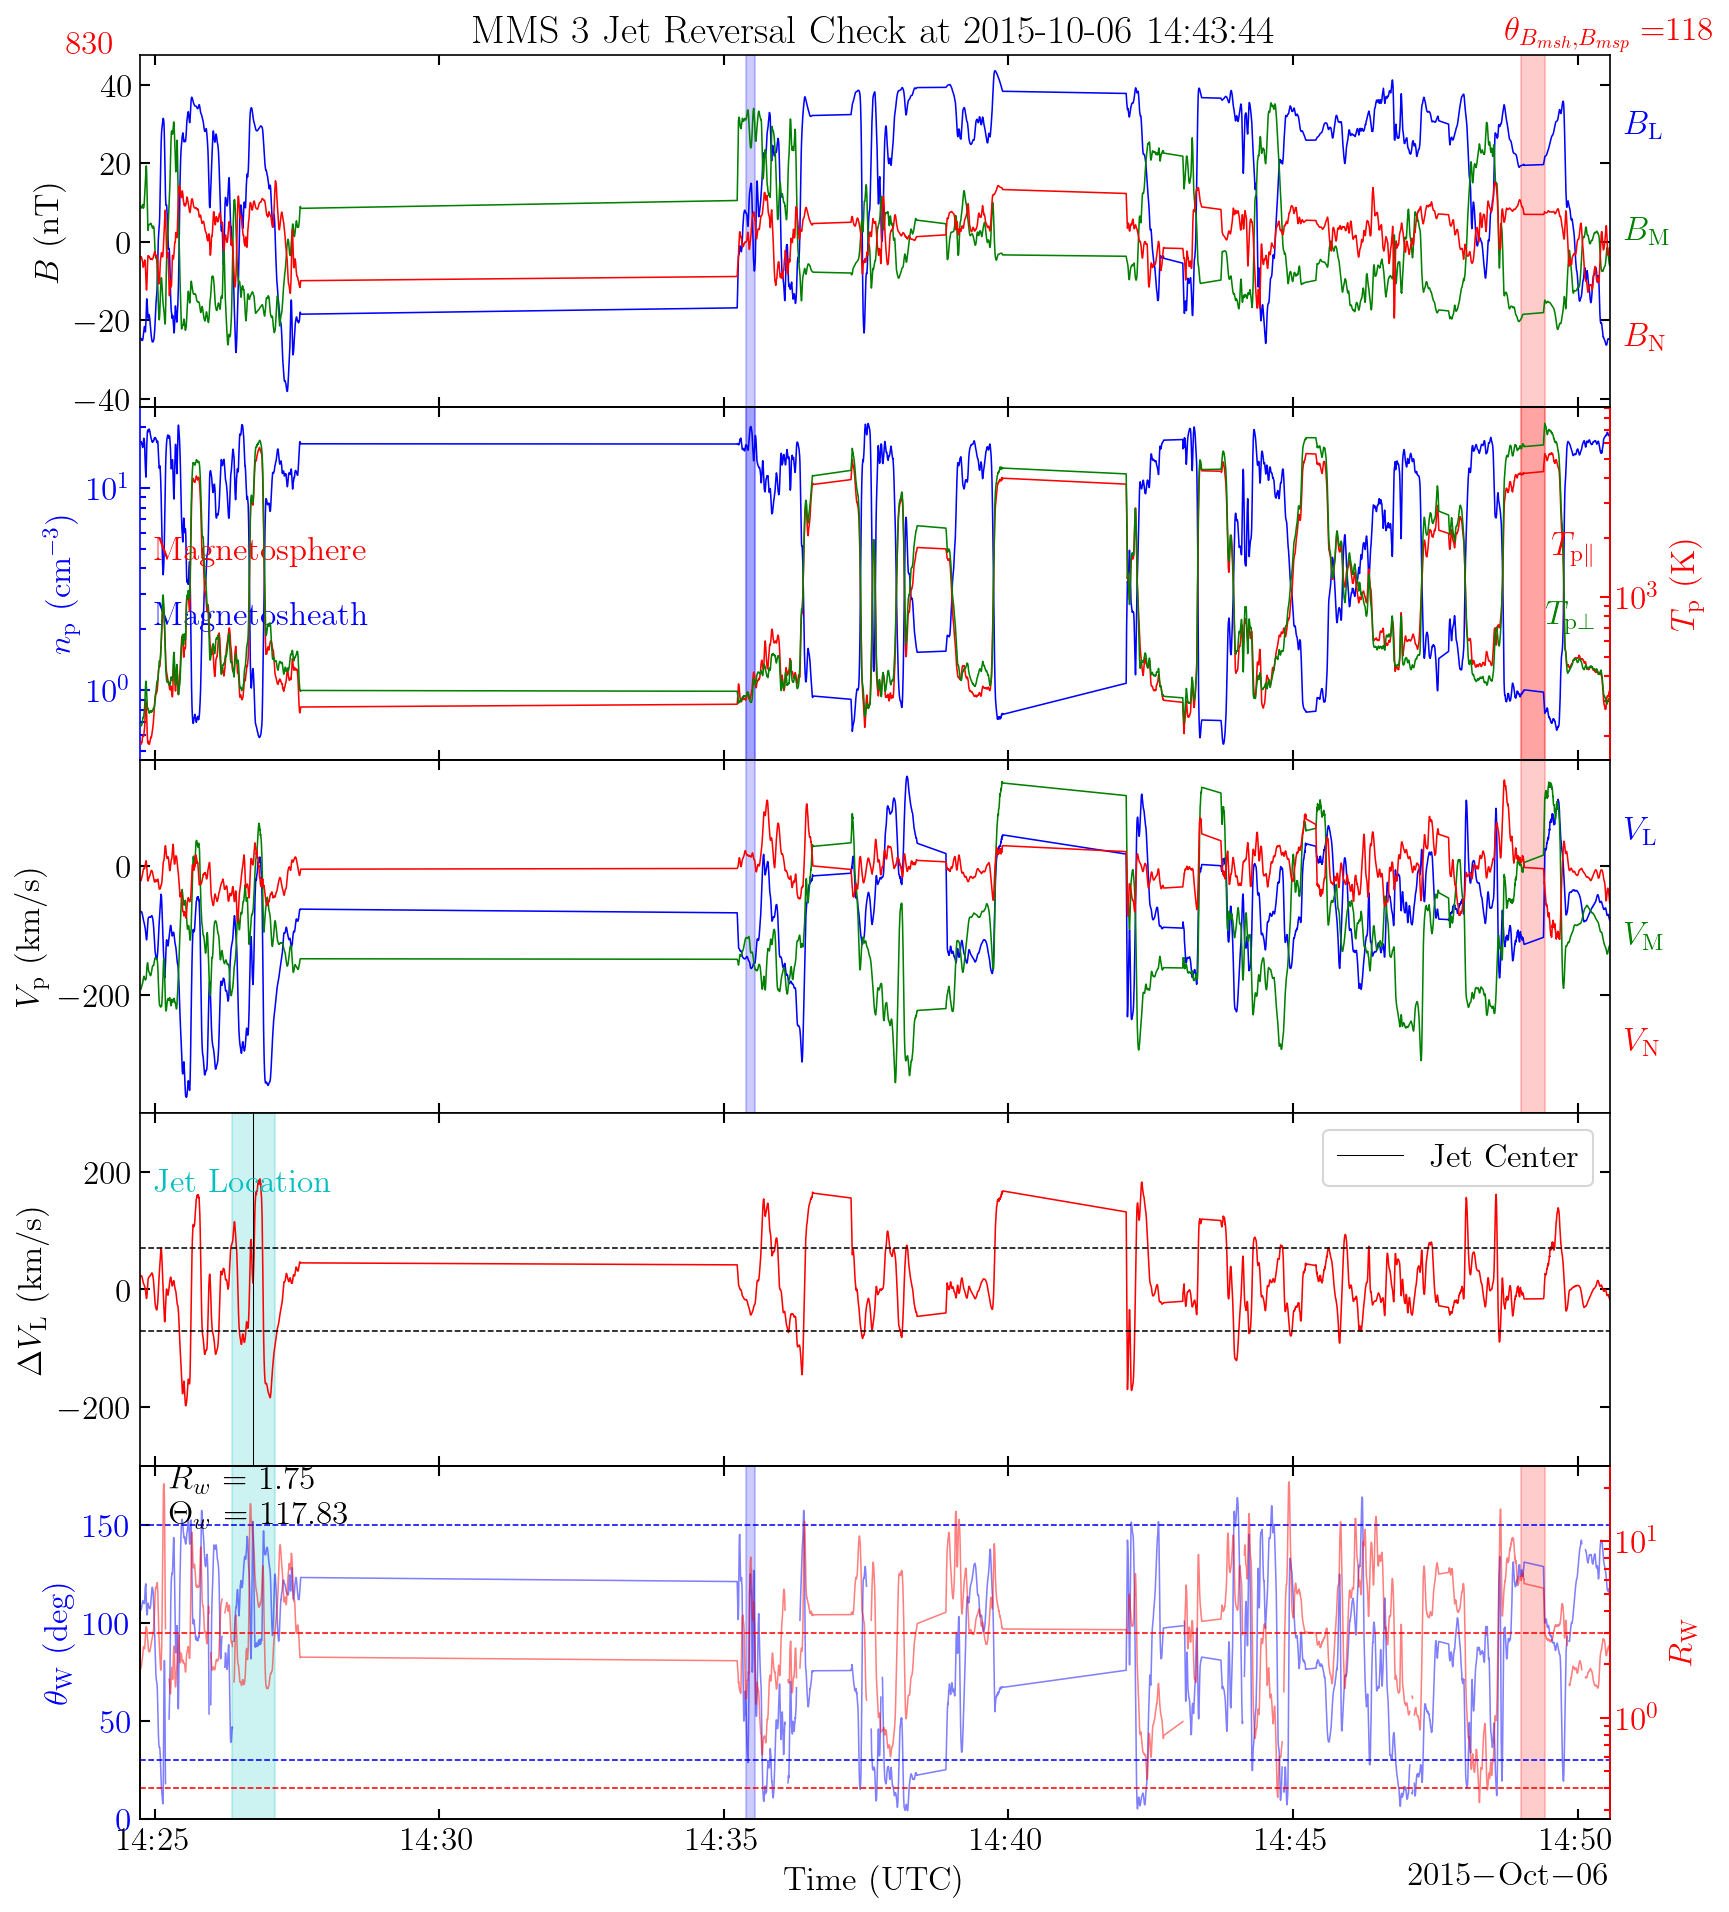 MMS 3 Jet Reversal Check at 2015-10-06 14:43:44
830
θ_{B_{msh},B_{msp}} =118
40
20
0
−20
−40
B (nT)
B_L
B_M
B_N
10^1
10^0
n_p (cm^{−3})
Magnetosphere
Magnetosheath
T_{p∥}
T_{p⊥}
10^3
T_p (K)
0
−200
V_p (km/s)
V_L
V_M
V_N
200
0
−200
ΔV_L (km/s)
Jet Location
Jet Center
R_w = 1.75
Θ_w = 117.83
150
100
50
0
θ_W (deg)
10^1
10^0
R_W
14:25 14:30 14:35 14:40 14:45 14:50
Time (UTC)
2015−Oct−06